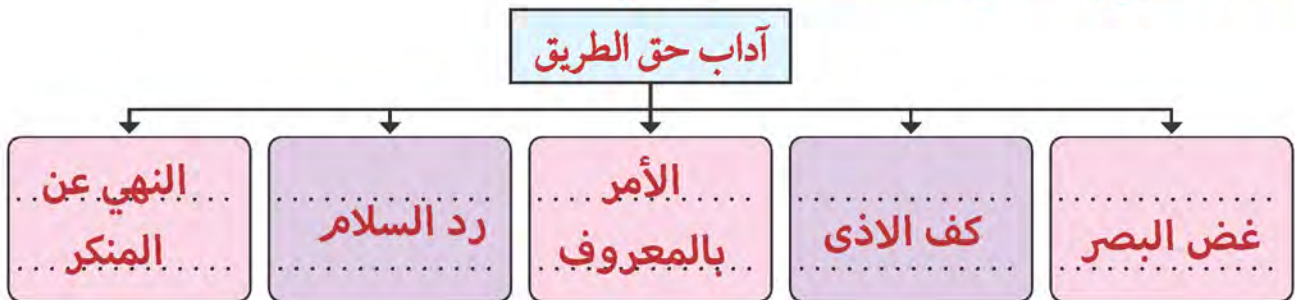 آداب حق الطريق
غض البصر
كف الاذى
الأمر
بالمعروف
رد السلام
النهي عن
المنكر